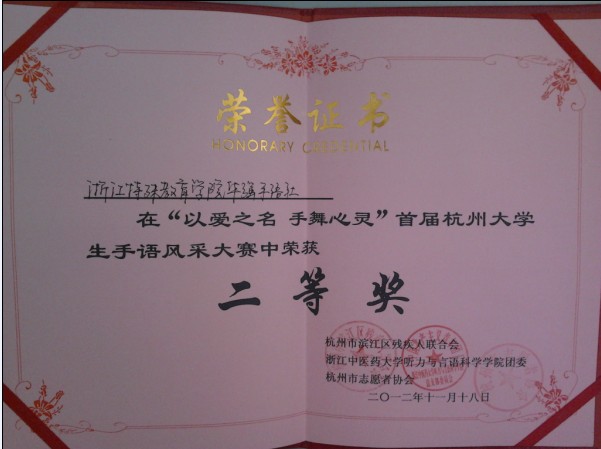 荣誉证书
HONORARY CREDENTIAL
浙江特殊教育学院华强手语社
在“以爱之名 手舞心灵”首届杭州大学
生手语风采大赛中荣获
二等奖
杭州市滨江区残疾人联合会
浙江中医药大学听力与言语科学学院团委
杭州市志愿者协会
二〇一二年十一月十八日